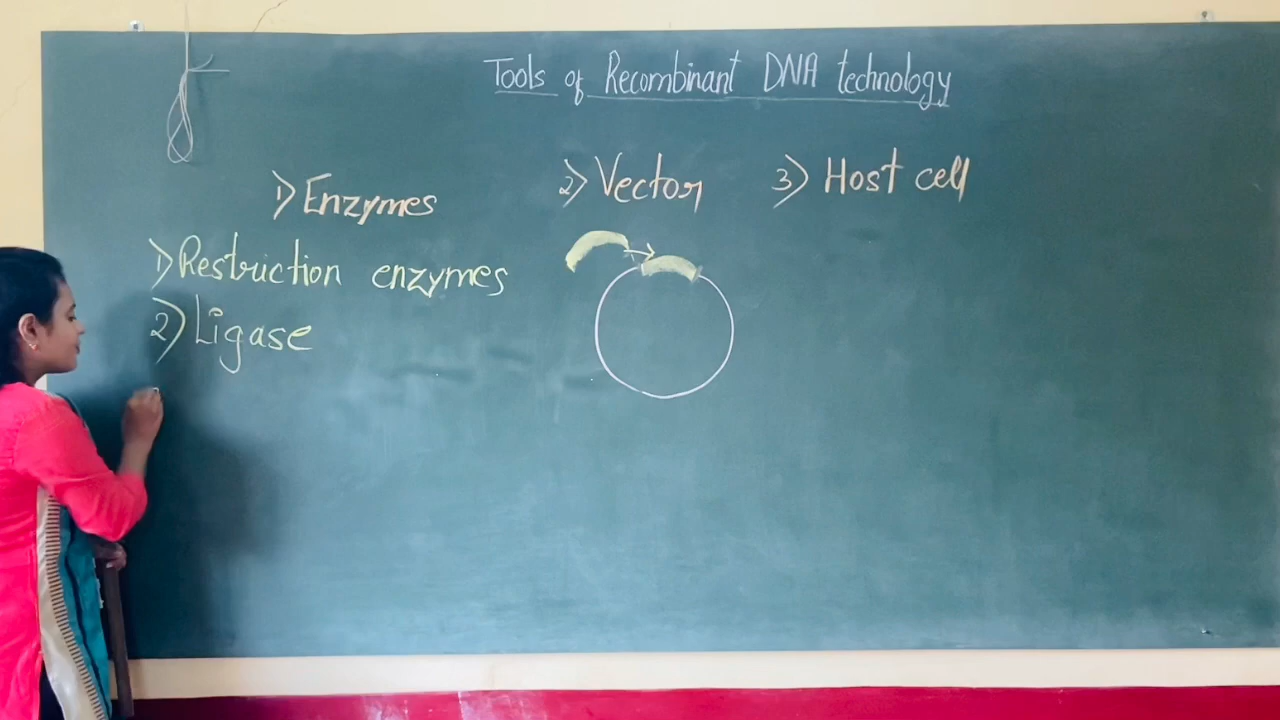 Tools of Recombinant DNA technology
1) Enzymes 2) Vector 3) Host cell
1) Restriction enzymes
2) Ligase